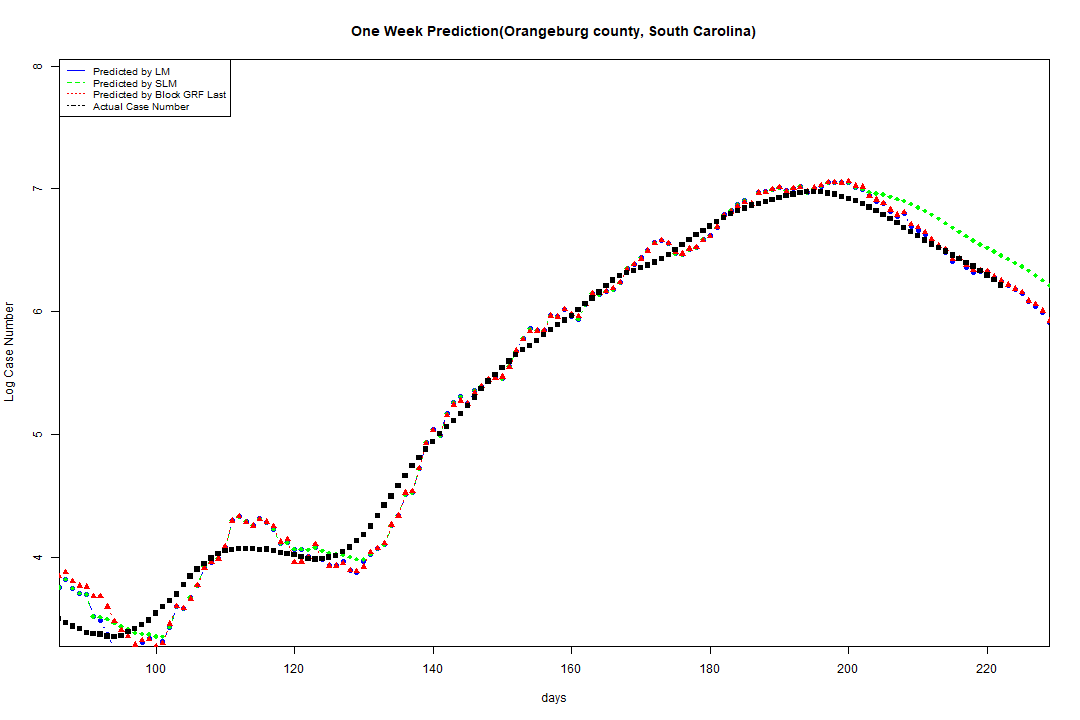 One Week Prediction(Orangeburg county, South Carolina)
Predicted by LM
Predicted by SLM
Predicted by Block GRF Last
Actual Case Number
8
7
6
5
4
Log Case Number
100 120 140 160 180 200 220
days